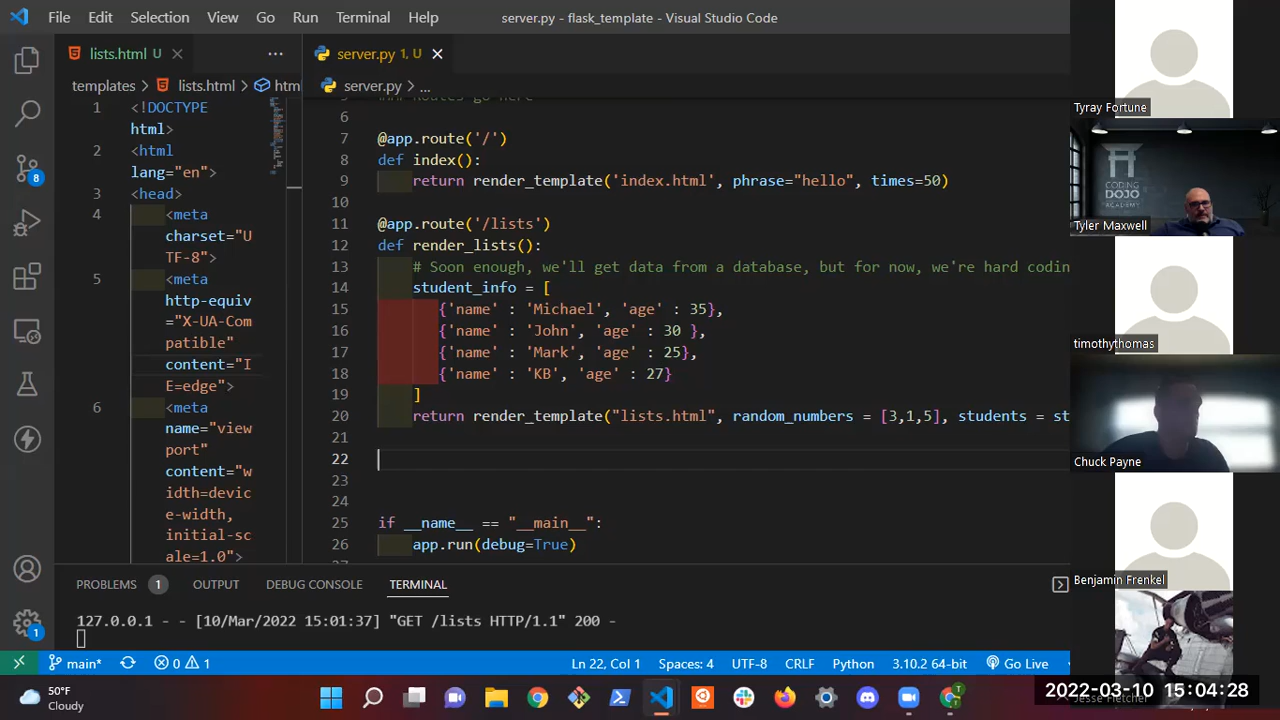 File Edit Selection View Go Run Terminal Help server.py - flask_template - Visual Studio Code
lists.html U
server.py 1, U
templates > lists.html > html
server.py > ...
1 <!DOCTYPE
html>
2 <html
lang="en">
3 <head>
4 <meta
charset="U
TF-8">
5 <meta
http-equiv
="X-UA-Com
patible"
content="I
E=edge">
6 <meta
name="view
port"
content="w
idth=devic
e-width,
initial-sc
ale=1.0">
6
7 @app.route('/')
8 def index():
9 return render_template('index.html', phrase="hello", times=50)
10
11 @app.route('/lists')
12 def render_lists():
13 # Soon enough, we'll get data from a database, but for now, we're hard coding
14 student_info = [
15 {'name' : 'Michael', 'age' : 35},
16 {'name' : 'John', 'age' : 30 },
17 {'name' : 'Mark', 'age' : 25},
18 {'name' : 'KB', 'age' : 27}
19 ]
20 return render_template("lists.html", random_numbers = [3,1,5], students = st
21
22
23
24
25 if __name__ == "__main__":
26 app.run(debug=True)
PROBLEMS 1 OUTPUT DEBUG CONSOLE TERMINAL
127.0.0.1 - - [10/Mar/2022 15:01:37] "GET /lists HTTP/1.1" 200 -
8
1
main* 0 1 Ln 22, Col 1 Spaces: 4 UTF-8 CRLF Python 3.10.2 64-bit Go Live
50°F
Cloudy
Tyray Fortune
CODING
DOJO
ACADEMY
Tyler Maxwell
timothythomas
Chuck Payne
Benjamin Frenkel
2022-03-10 15:04:28
Jesse Fletcher